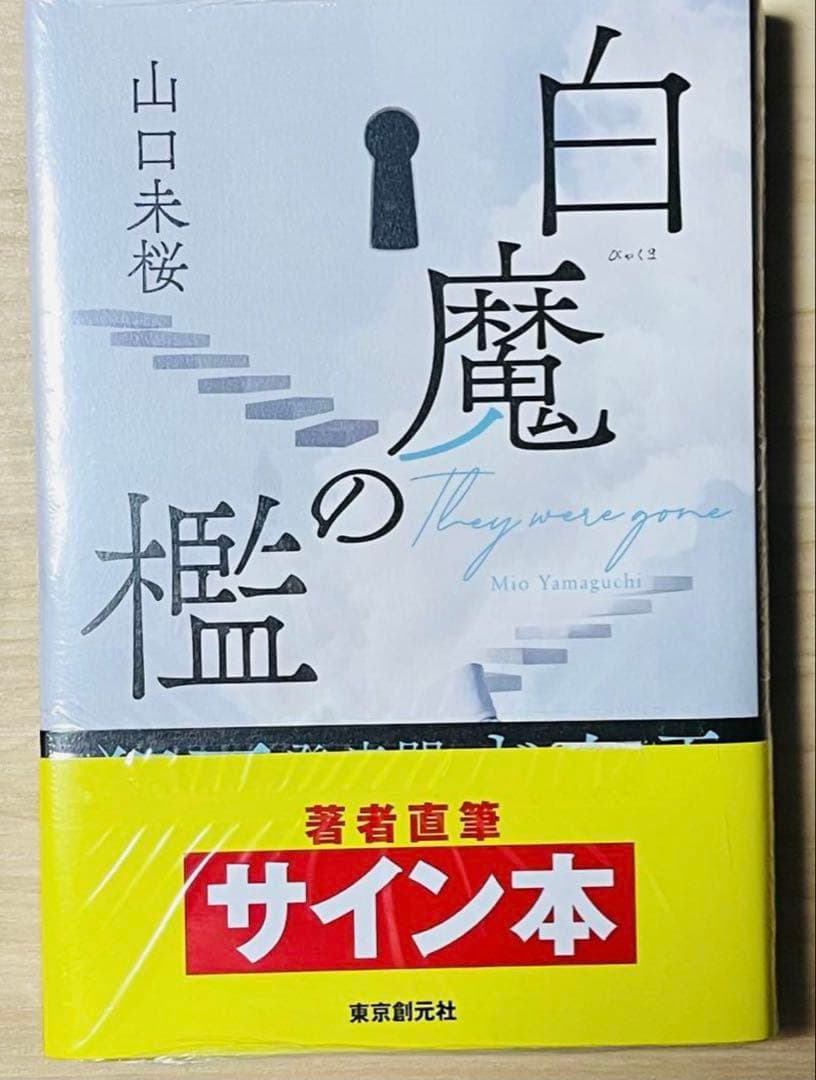 白魔の檻
びゃくま
山口未桜
They were gone
Mio Yamaguchi
著者直筆
サイン本
東京創元社